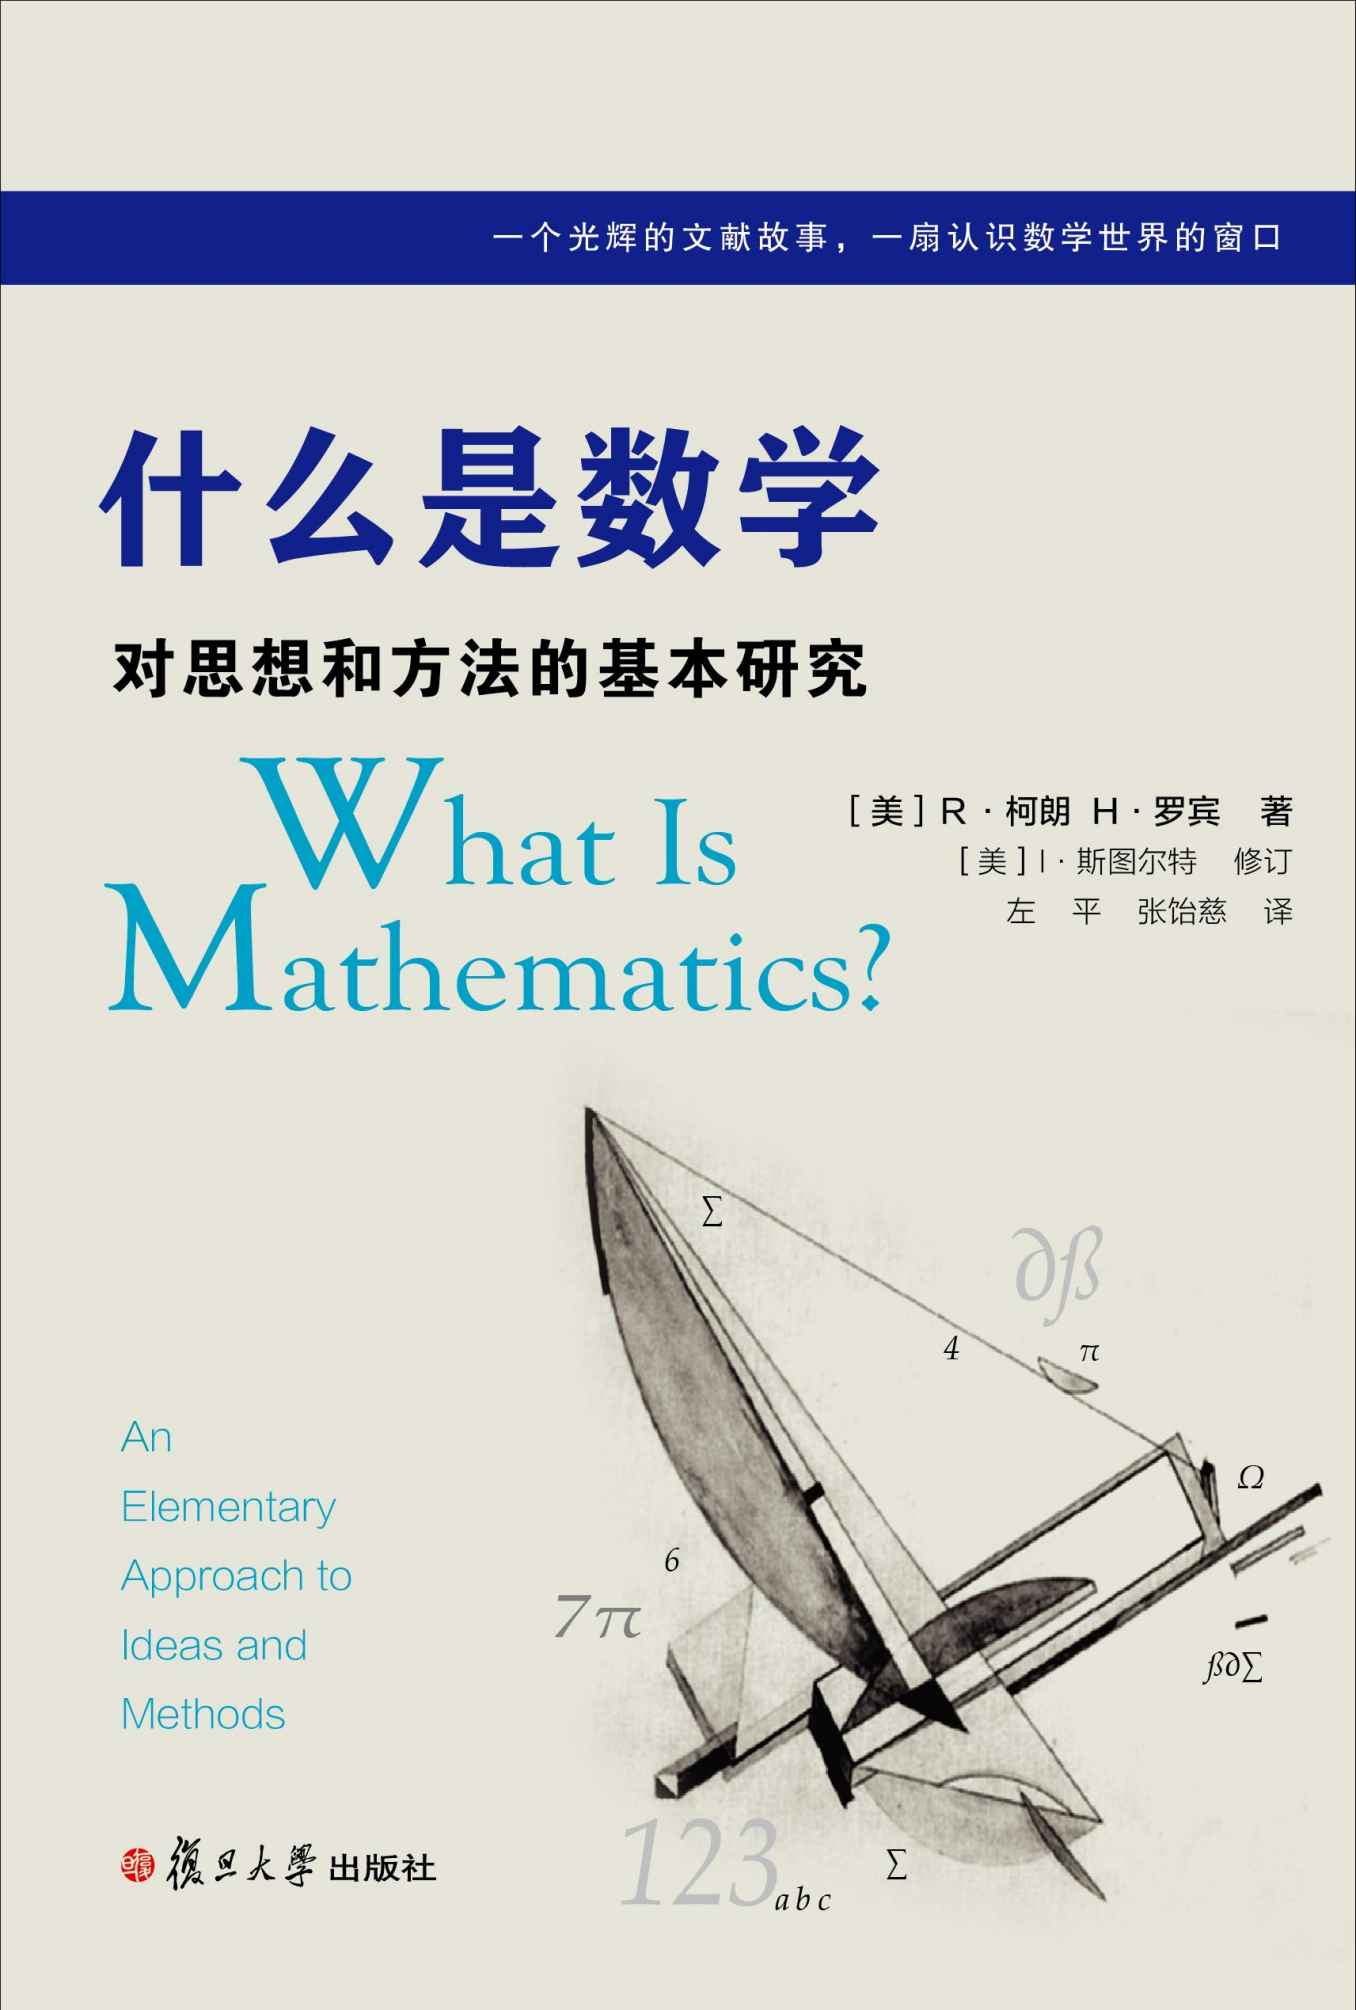 一个光辉的文献故事，一扇认识数学世界的窗口
什么是数学
对思想和方法的基本研究
What Is
Mathematics?
[美] R·柯朗 H·罗宾 著
[美] I·斯图尔特 修订
左 平 张饴慈 译
∑
∂ß
4
π
Ω
6
7π
ß∂∑
An
Elementary
Approach to
Ideas and
Methods
123
abc
∑
復旦大學出版社